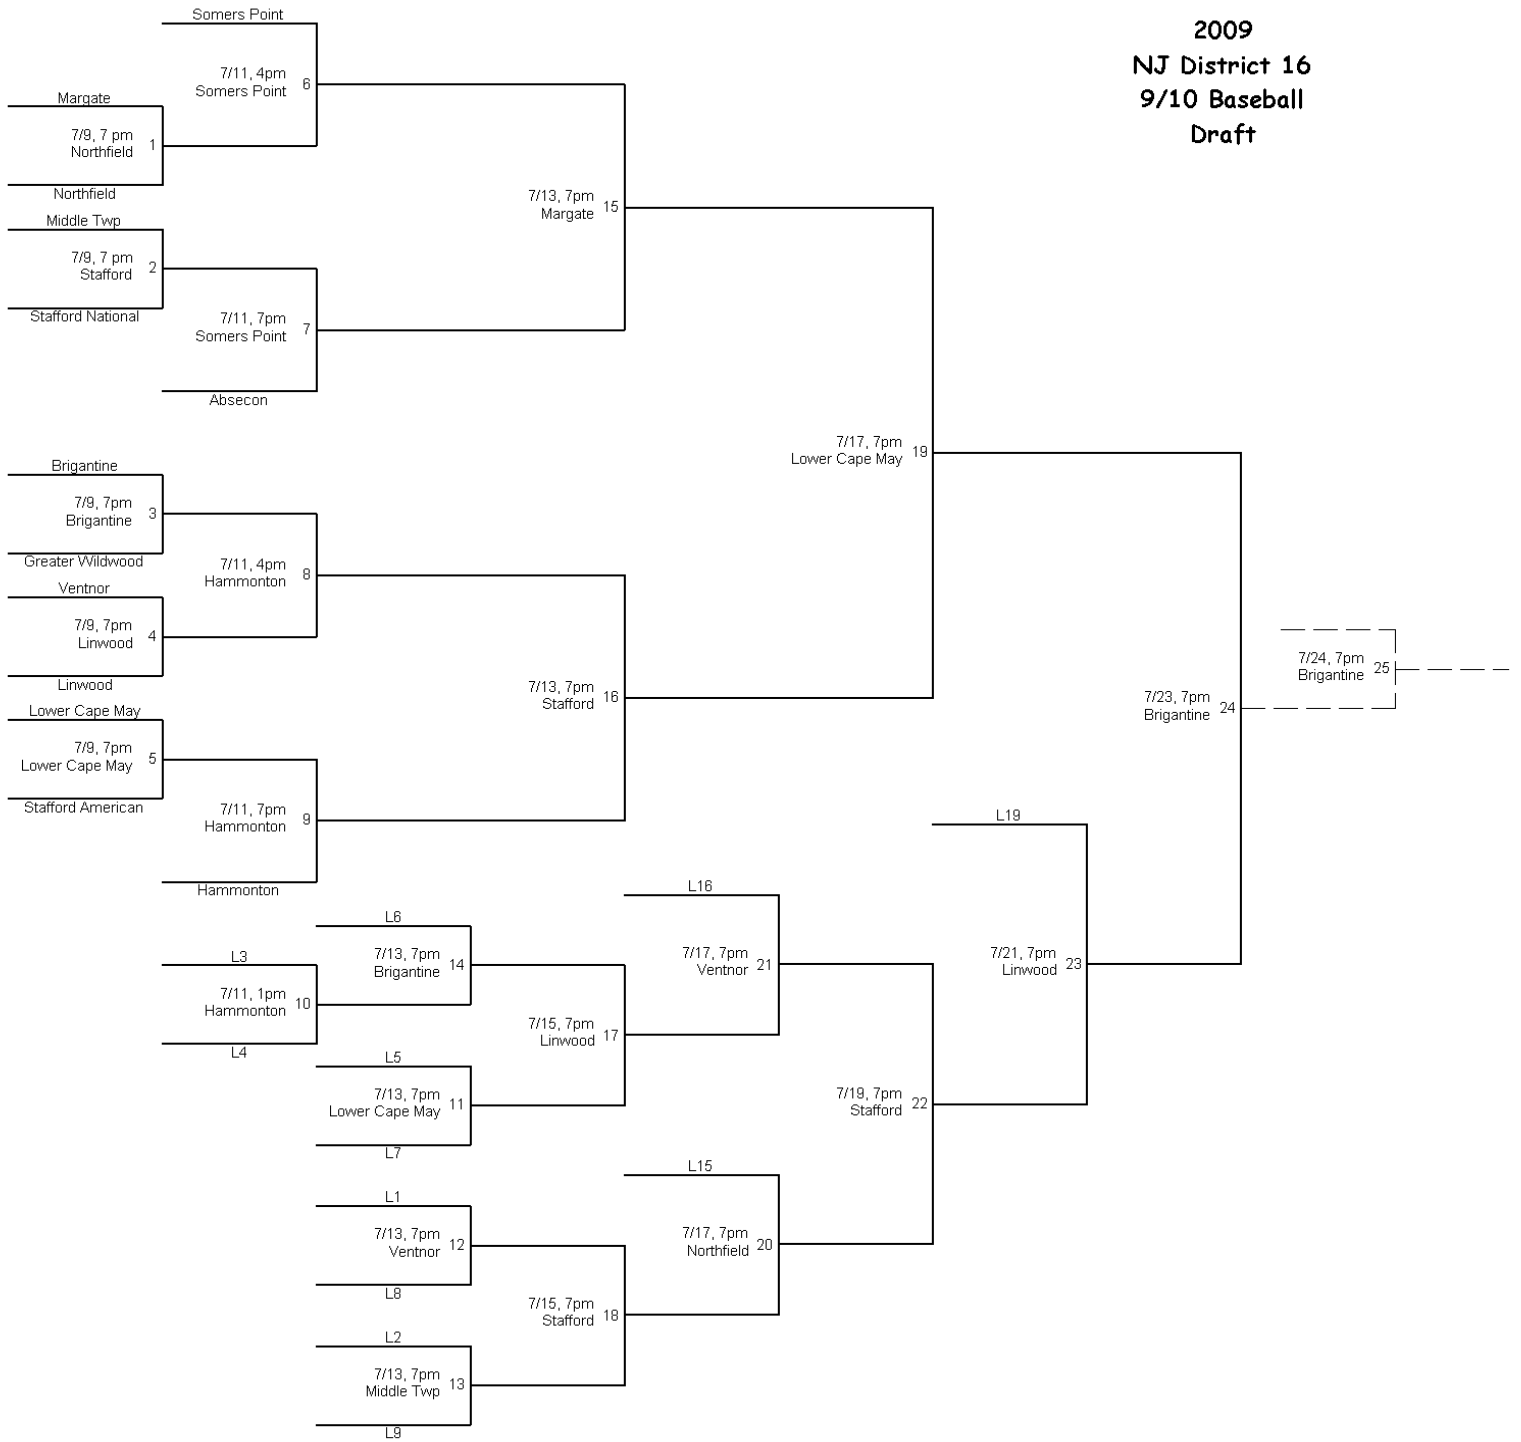 2009
NJ District 16
9/10 Baseball
Draft
Somers Point
7/11, 4pm
Somers Point 6
Margate
7/9, 7 pm
Northfield 1
Northfield
Middle Twp
7/9, 7 pm
Stafford 2
Stafford National
7/11, 7pm
Somers Point 7
Absecon
7/13, 7pm
Margate 15
Brigantine
7/9, 7pm
Brigantine 3
Greater Wildwood
7/11, 4pm
Hammonton 8
Ventnor
7/9, 7pm
Linwood 4
Linwood
Lower Cape May
7/9, 7pm
Lower Cape May 5
Stafford American
7/11, 7pm
Hammonton 9
Hammonton
7/13, 7pm
Stafford 16
7/17, 7pm
Lower Cape May 19
7/24, 7pm
Brigantine 25
7/23, 7pm
Brigantine 24
L19
7/21, 7pm
Linwood 23
L16
7/17, 7pm
Ventnor 21
L6
7/13, 7pm
Brigantine 14
L3
7/11, 1pm
Hammonton 10
L4
7/15, 7pm
Linwood 17
L5
7/13, 7pm
Lower Cape May 11
L7
7/19, 7pm
Stafford 22
L15
7/17, 7pm
Northfield 20
L1
7/13, 7pm
Ventnor 12
L8
7/15, 7pm
Stafford 18
L2
7/13, 7pm
Middle Twp 13
L9